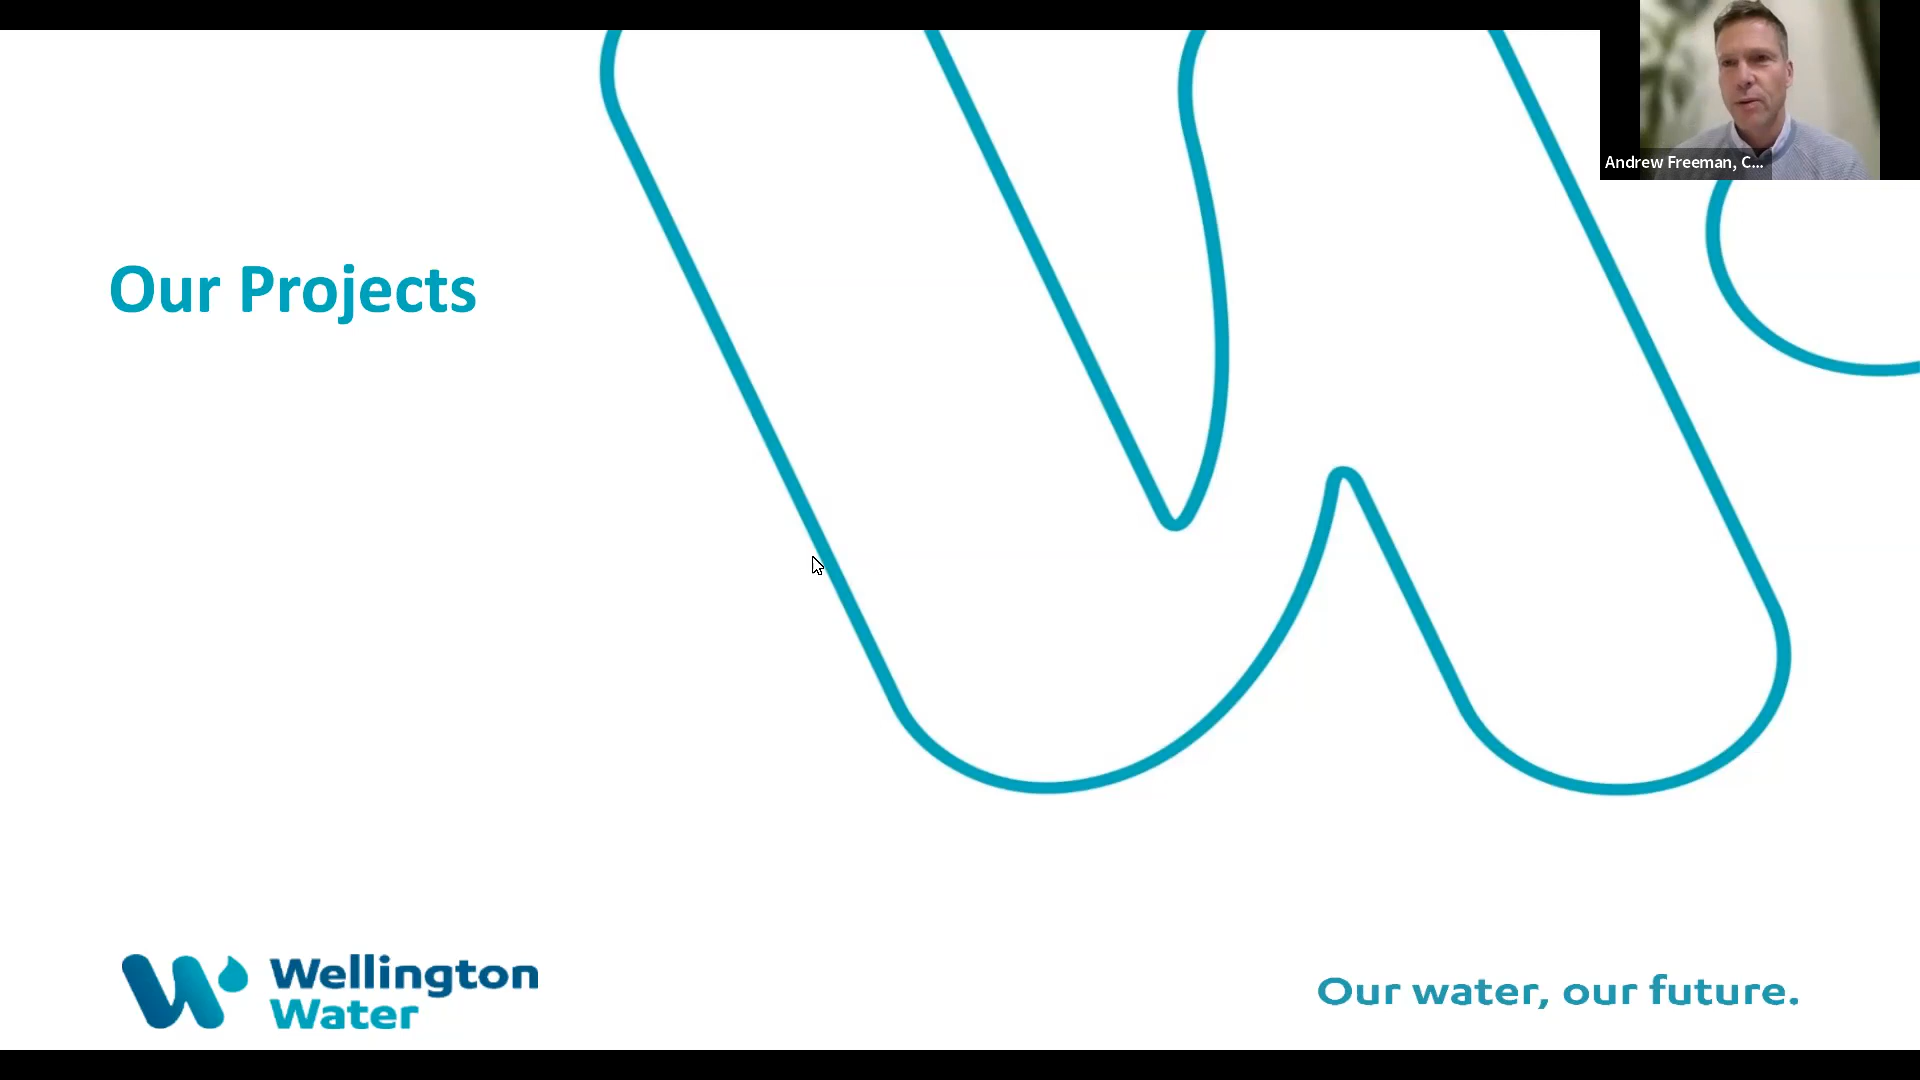 Andrew Freeman, C...
Our Projects
Wellington
Water
Our water, our future.